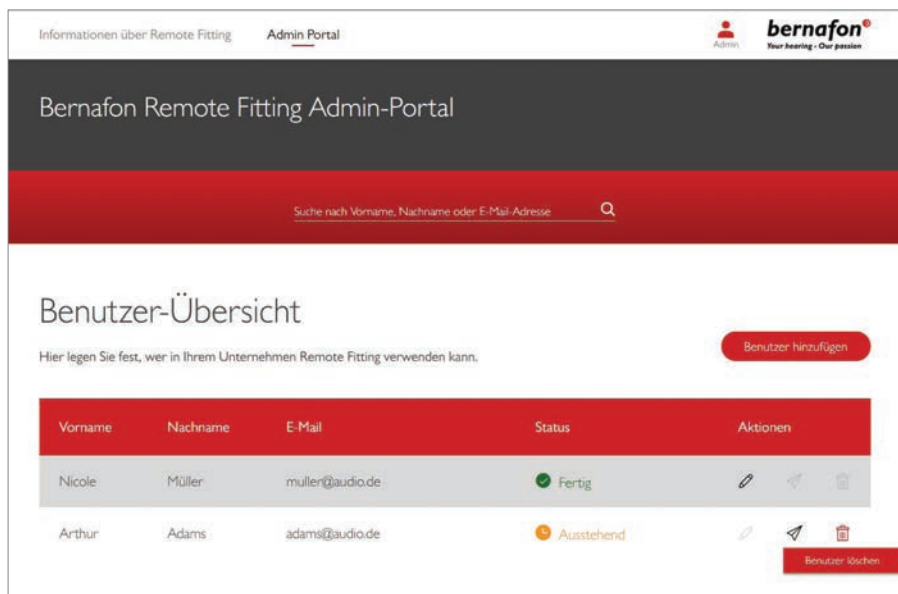 Informationen über Remote Fitting Admin Portal Admin bernafon®
Your hearing • Our passion
Bernafon Remote Fitting Admin-Portal
Suche nach Vorname, Nachname oder E-Mail-Adresse
Benutzer-Übersicht
Hier legen Sie fest, wer in Ihrem Unternehmen Remote Fitting verwenden kann.
Benutzer hinzufügen
Vorname Nachname E-Mail Status Aktionen
Nicole Müller muller@audio.de Fertig
Arthur Adams adams@audio.de Ausstehend
Benutzer löschen